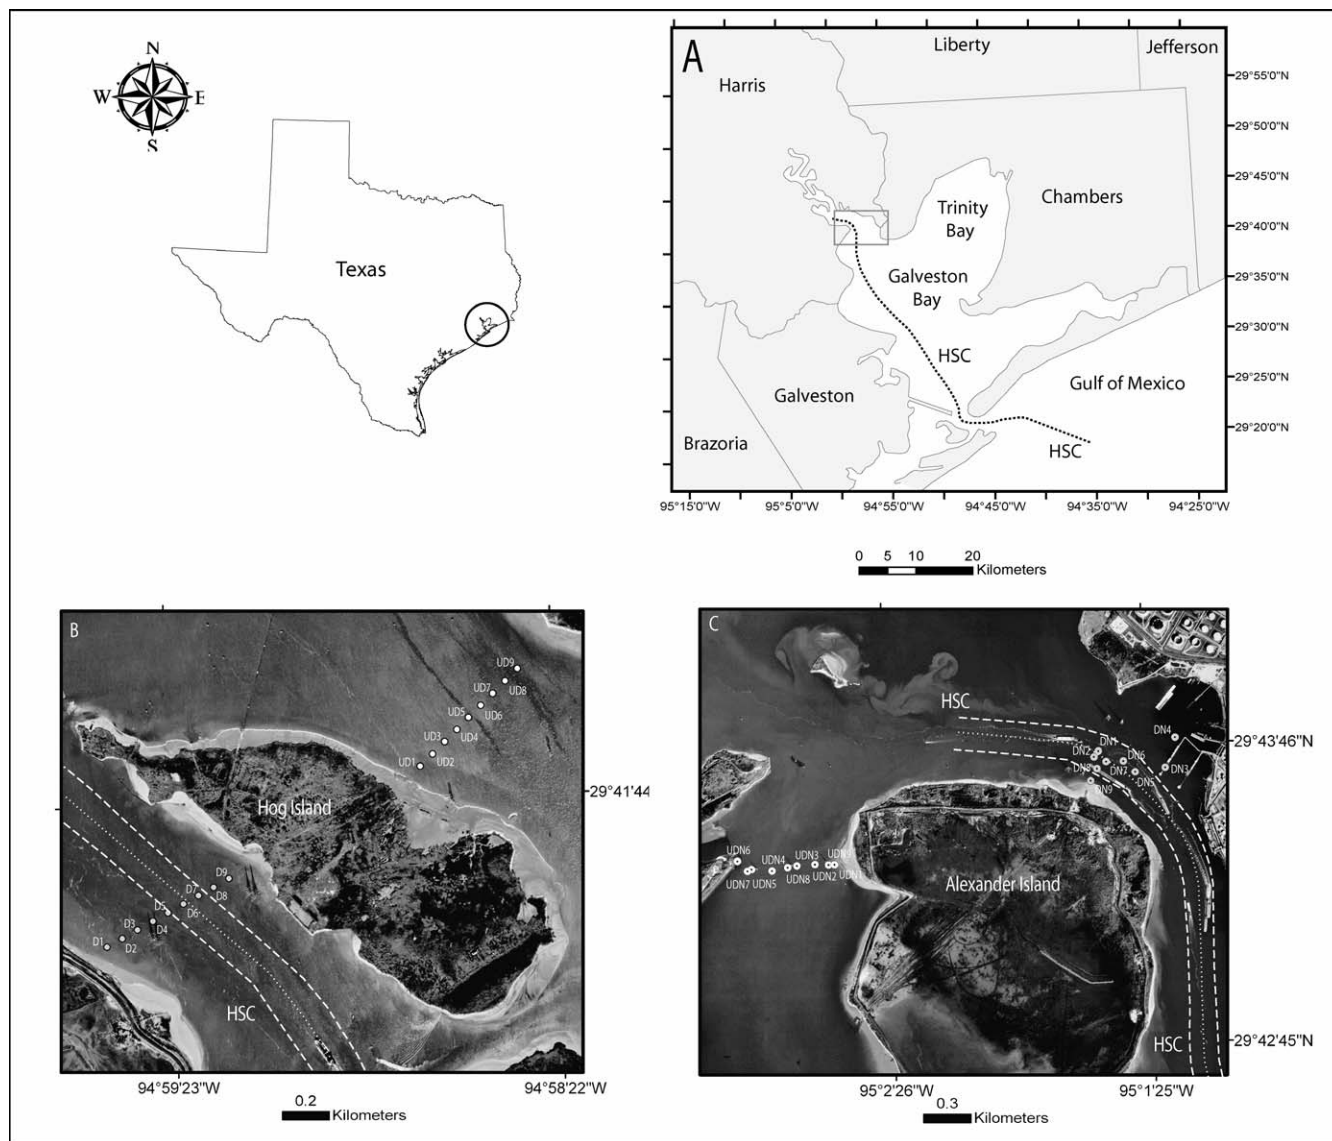 N
W
E
S
Texas
A
Liberty
Jefferson
Harris
Chambers
Trinity
Bay
Galveston
Bay
HSC
Galveston
Gulf of Mexico
Brazoria
HSC
29°55'0"N
29°50'0"N
29°45'0"N
29°40'0"N
29°35'0"N
29°30'0"N
29°25'0"N
29°20'0"N
95°15'0"W
95°5'0"W
94°55'0"W
94°45'0"W
94°35'0"W
94°25'0"W
0 5 10 20
Kilometers
B
UD9
UD8
UD7
UD6
UD5
UD4
UD3
UD2
UD1
Hog Island
D9
D8
D7
D6
D5
D4
D3
D2
D1
HSC
29°41'44
94°59'23"W
94°58'22"W
0.2
Kilometers
C
HSC
DN4
DN1
DN2
DN6
DN8
DN7
DN3
DN5
DN9
UDN6
UDN4
UDN3
UDN9
UDN7
UDN5
UDN8
UDN2
UDN1
Alexander Island
HSC
29°43'46"N
29°42'45"N
95°2'26"W
95°1'25"W
0.3
Kilometers